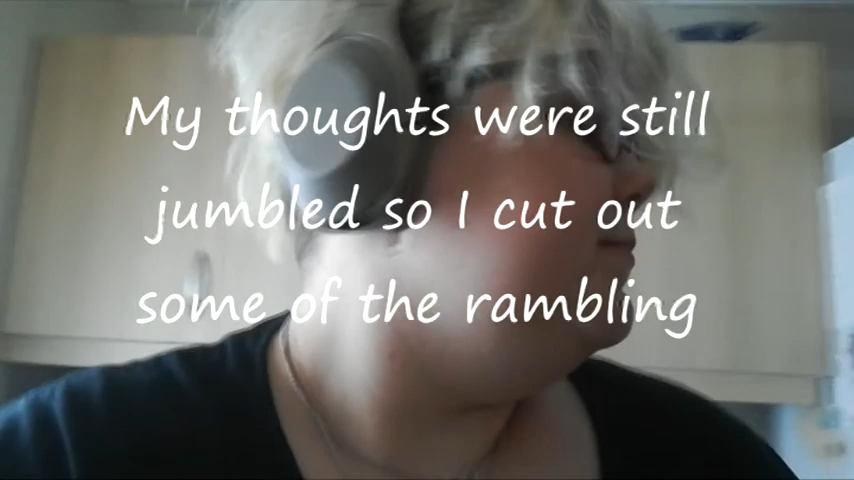 My thoughts were still
jumbled so I cut out
some of the rambling